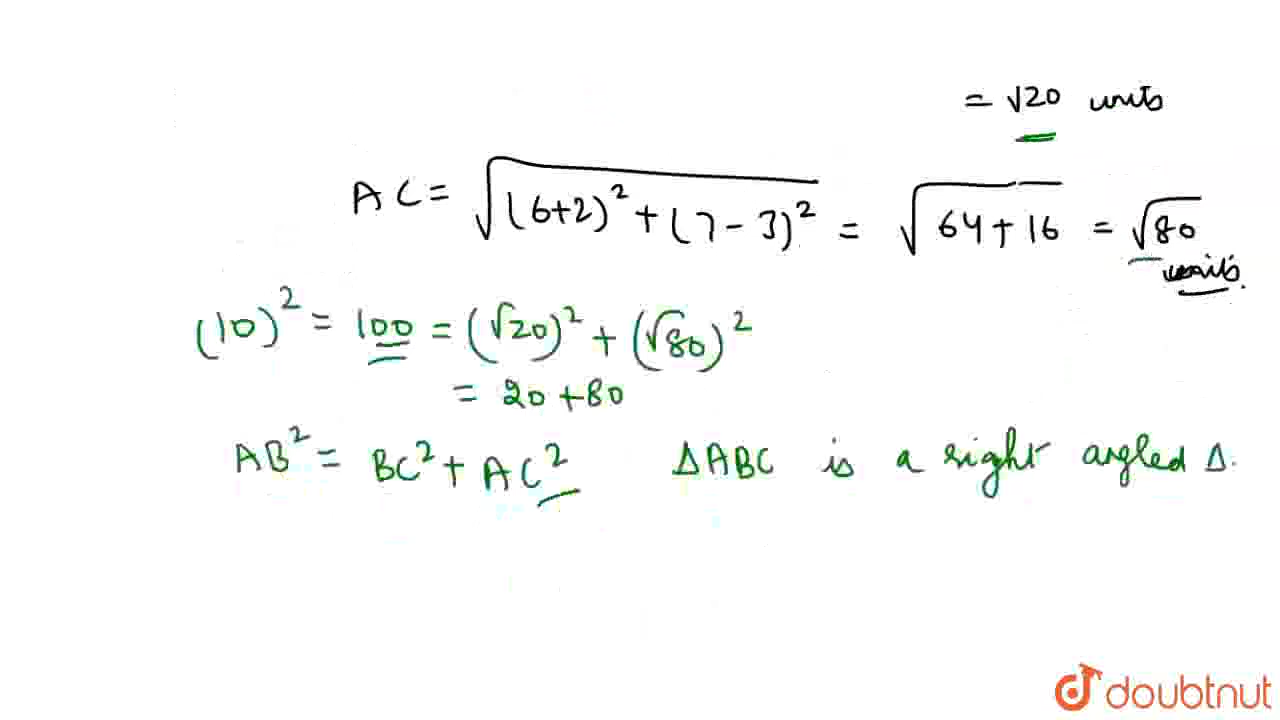 = √20 units
AC = √(6+2)² + (7-3)² = √64+16 = √80
units.
(10)² = 100 = (√20)² + (√80)²
= 20 + 80
AB² = BC² + AC² ΔABC is a right angled Δ.
doubtnut